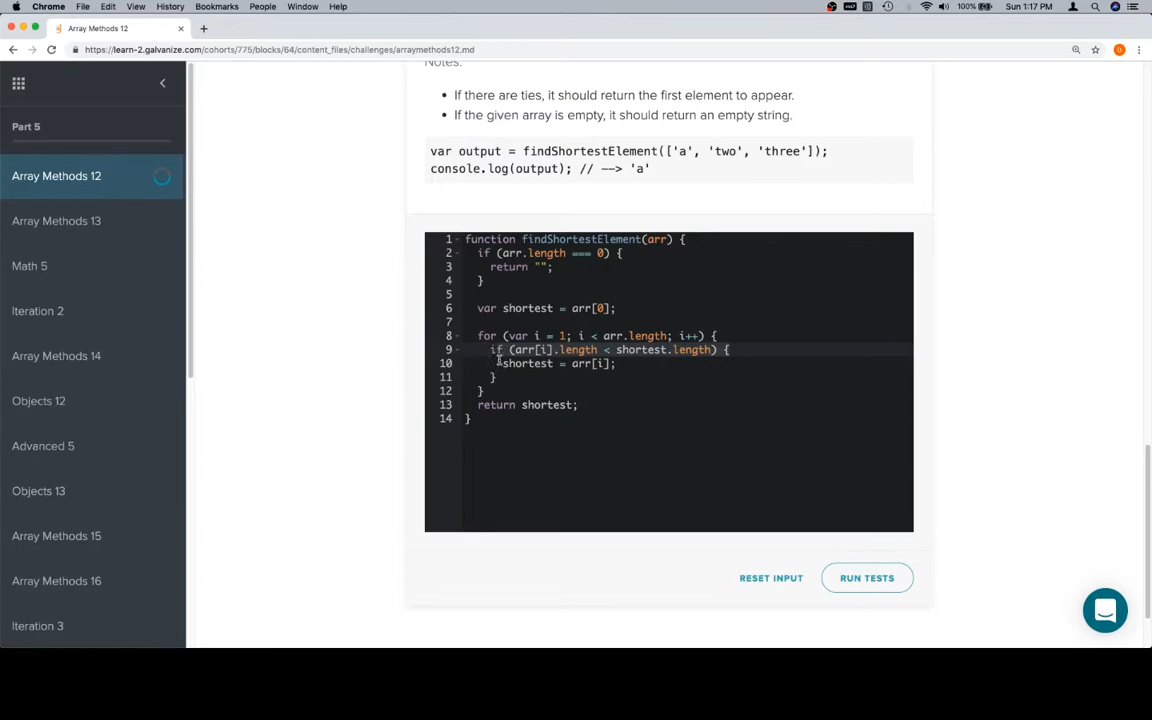 Chrome File Edit View History Bookmarks People Window Help 100% Sun 1:17 PM
Array Methods 12
https://learn-2.galvanize.com/cohorts/775/blocks/64/content_files/challenges/arraymethods12.md
Part 5
Array Methods 12
Array Methods 13
Math 5
Iteration 2
Array Methods 14
Objects 12
Advanced 5
Objects 13
Array Methods 15
Array Methods 16
Iteration 3
Notes:
• If there are ties, it should return the first element to appear.
• If the given array is empty, it should return an empty string.
var output = findShortestElement(['a', 'two', 'three']);
console.log(output); // --> 'a'
1 function findShortestElement(arr) {
2 if (arr.length === 0) {
3 return "";
4 }
5
6 var shortest = arr[0];
7
8 for (var i = 1; i < arr.length; i++) {
9 if (arr[i].length < shortest.length) {
10 shortest = arr[i];
11 }
12 }
13 return shortest;
14 }
RESET INPUT RUN TESTS